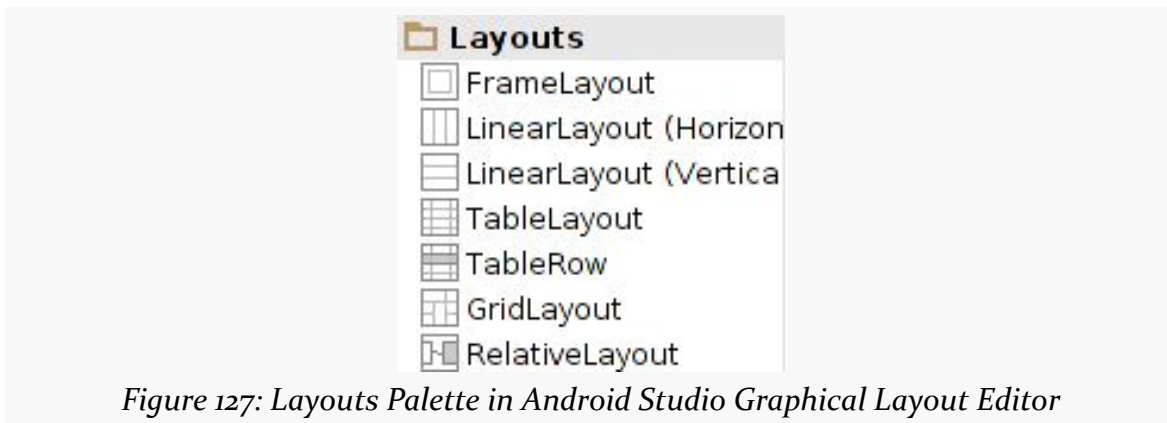 Layouts
FrameLayout
LinearLayout (Horizon
LinearLayout (Vertica
TableLayout
TableRow
GridLayout
RelativeLayout
Figure 127: Layouts Palette in Android Studio Graphical Layout Editor